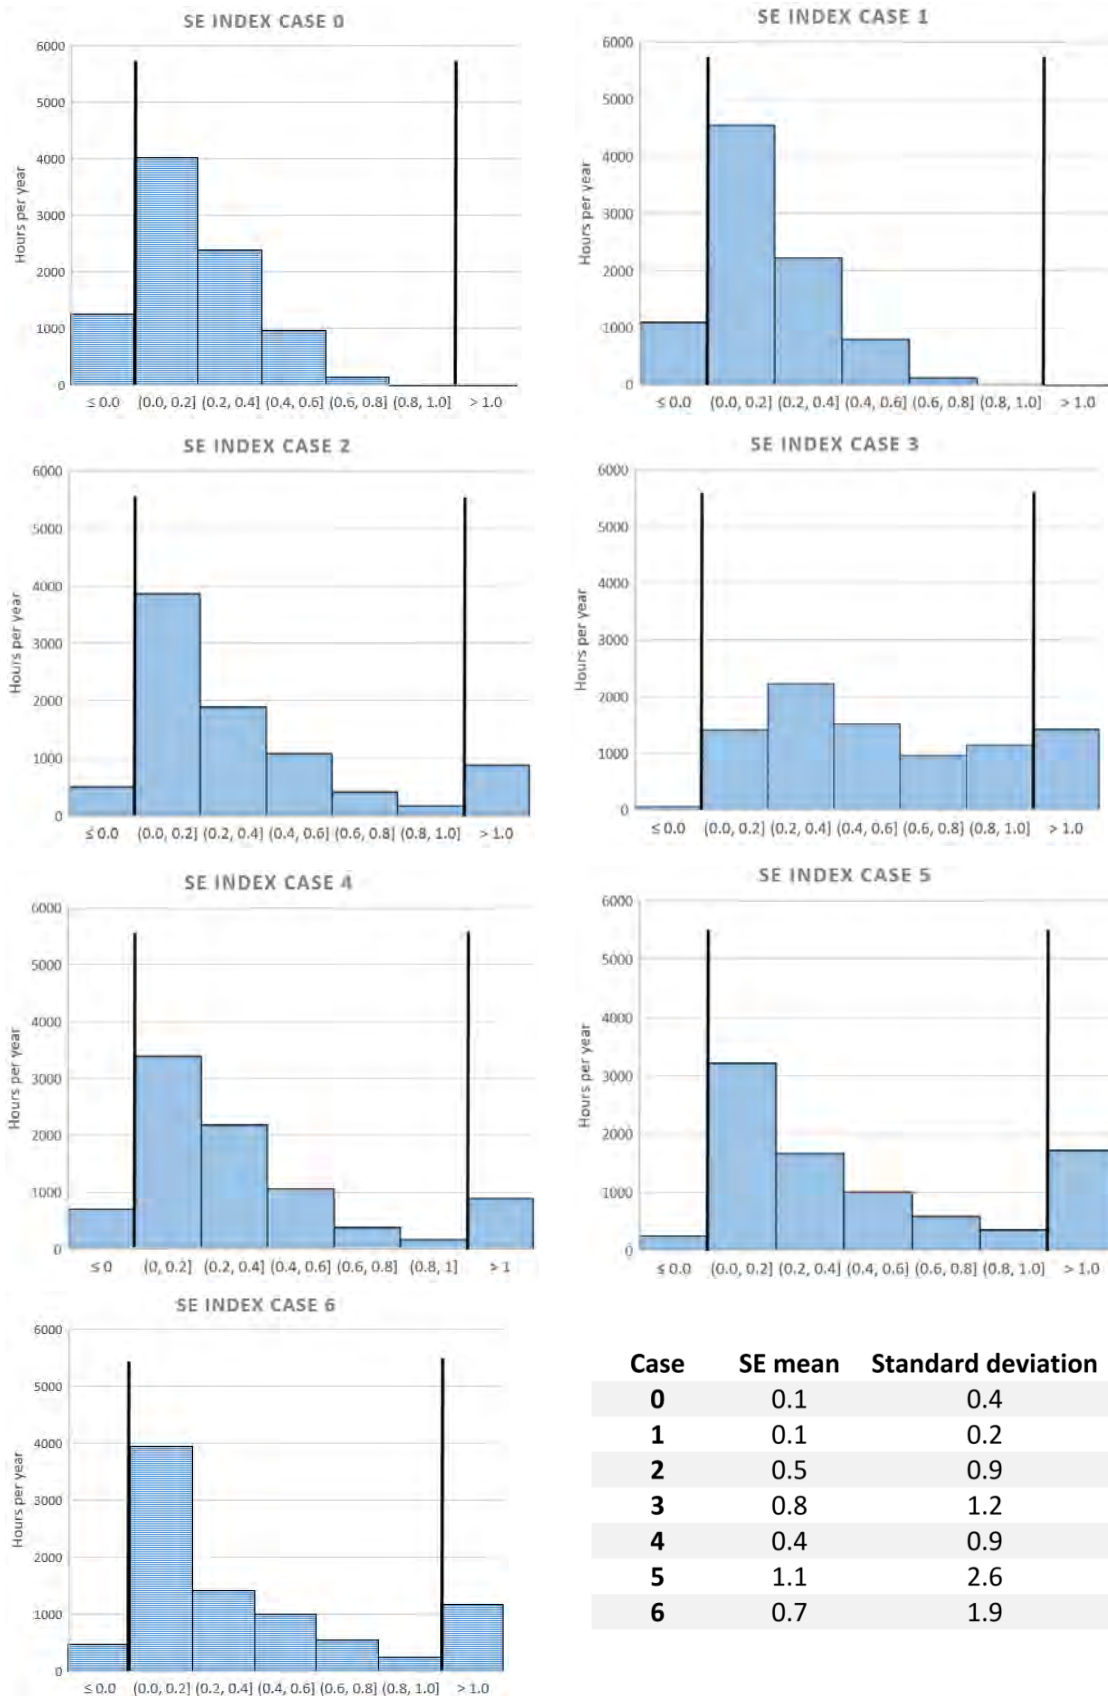 SE INDEX CASE 0
6000
5000
4000
3000
2000
1000
0
Hours per year
≤ 0.0 (0.0, 0.2] (0.2, 0.4] (0.4, 0.6] (0.6, 0.8] (0.8, 1.0] > 1.0
SE INDEX CASE 1
6000
5000
4000
3000
2000
1000
0
Hours per year
≤ 0.0 (0.0, 0.2] (0.2, 0.4] (0.4, 0.6] (0.6, 0.8] (0.8, 1.0] > 1.0
SE INDEX CASE 2
6000
5000
4000
3000
2000
1000
0
Hours per year
≤ 0.0 (0.0, 0.2] (0.2, 0.4] (0.4, 0.6] (0.6, 0.8] (0.8, 1.0] > 1.0
SE INDEX CASE 3
6000
5000
4000
3000
2000
1000
0
Hours per year
≤ 0.0 (0.0, 0.2] (0.2, 0.4] (0.4, 0.6] (0.6, 0.8] (0.8, 1.0] > 1.0
SE INDEX CASE 4
6000
5000
4000
3000
2000
1000
0
Hours per year
≤ 0 (0, 0.2] (0.2, 0.4] (0.4, 0.6] (0.6, 0.8] (0.8, 1] > 1
SE INDEX CASE 5
6000
5000
4000
3000
2000
1000
0
Hours per year
≤ 0.0 (0.0, 0.2] (0.2, 0.4] (0.4, 0.6] (0.6, 0.8] (0.8, 1.0] > 1.0
SE INDEX CASE 6
6000
5000
4000
3000
2000
1000
0
Hours per year
≤ 0.0 (0.0, 0.2] (0.2, 0.4] (0.4, 0.6] (0.6, 0.8] (0.8, 1.0] > 1.0
Case SE mean Standard deviation
0 0.1 0.4
1 0.1 0.2
2 0.5 0.9
3 0.8 1.2
4 0.4 0.9
5 1.1 2.6
6 0.7 1.9